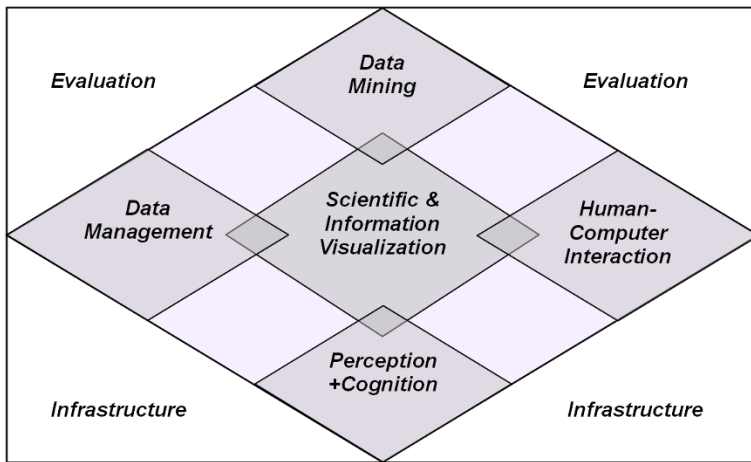 Evaluation
Data
Mining
Evaluation
Data
Management
Scientific &
Information
Visualization
Human-
Computer
Interaction
Perception
+Cognition
Infrastructure
Infrastructure